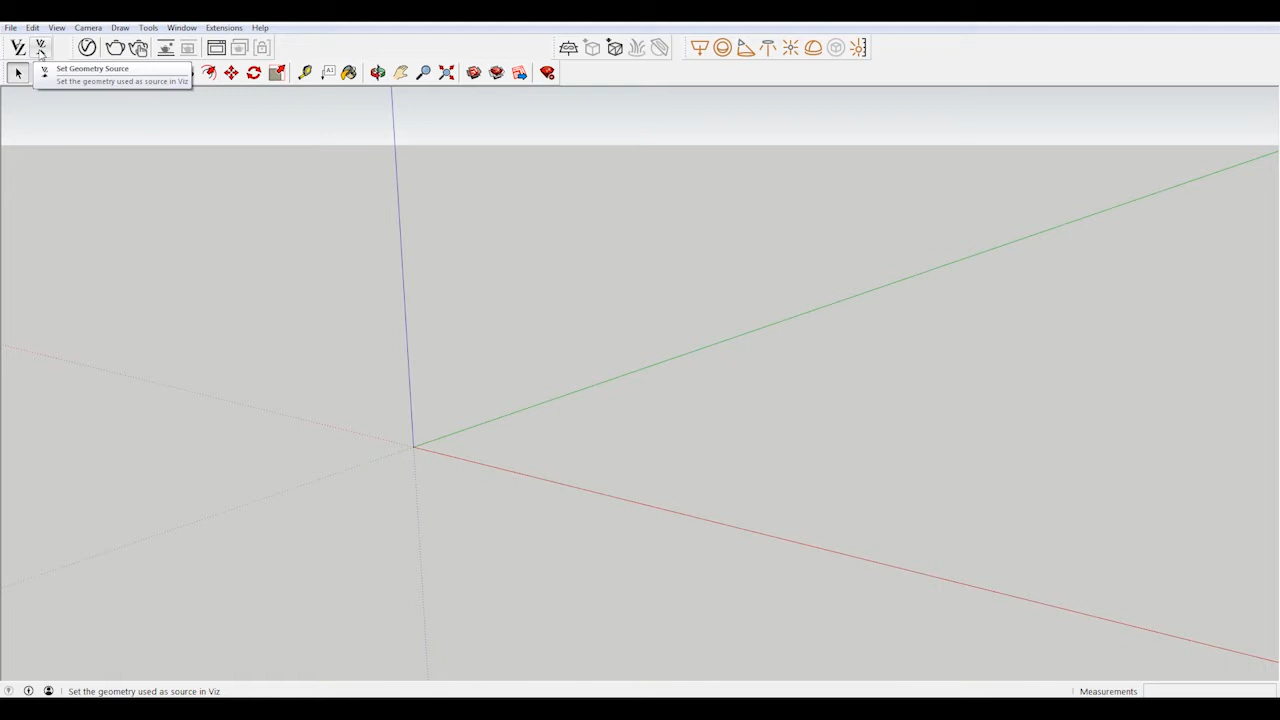 File Edit View Camera Draw Tools Window Extensions Help
Set Geometry Source
Set the geometry used as source in Viz
A1
Set the geometry used as source in Viz
Measurements